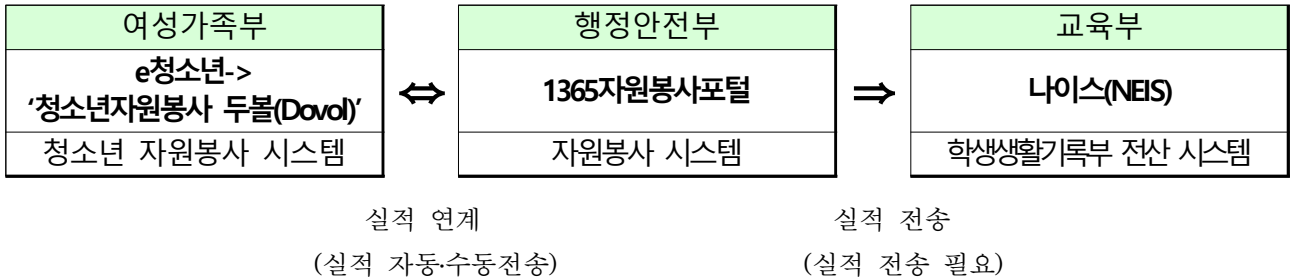 여성가족부
e청소년->
‘청소년자원봉사 두볼(Dovol)’
청소년 자원봉사 시스템
⇔
행정안전부
1365자원봉사포털
자원봉사 시스템
⇒
교육부
나이스(NEIS)
학생생활기록부 전산 시스템
실적 연계
(실적 자동·수동전송)
실적 전송
(실적 전송 필요)